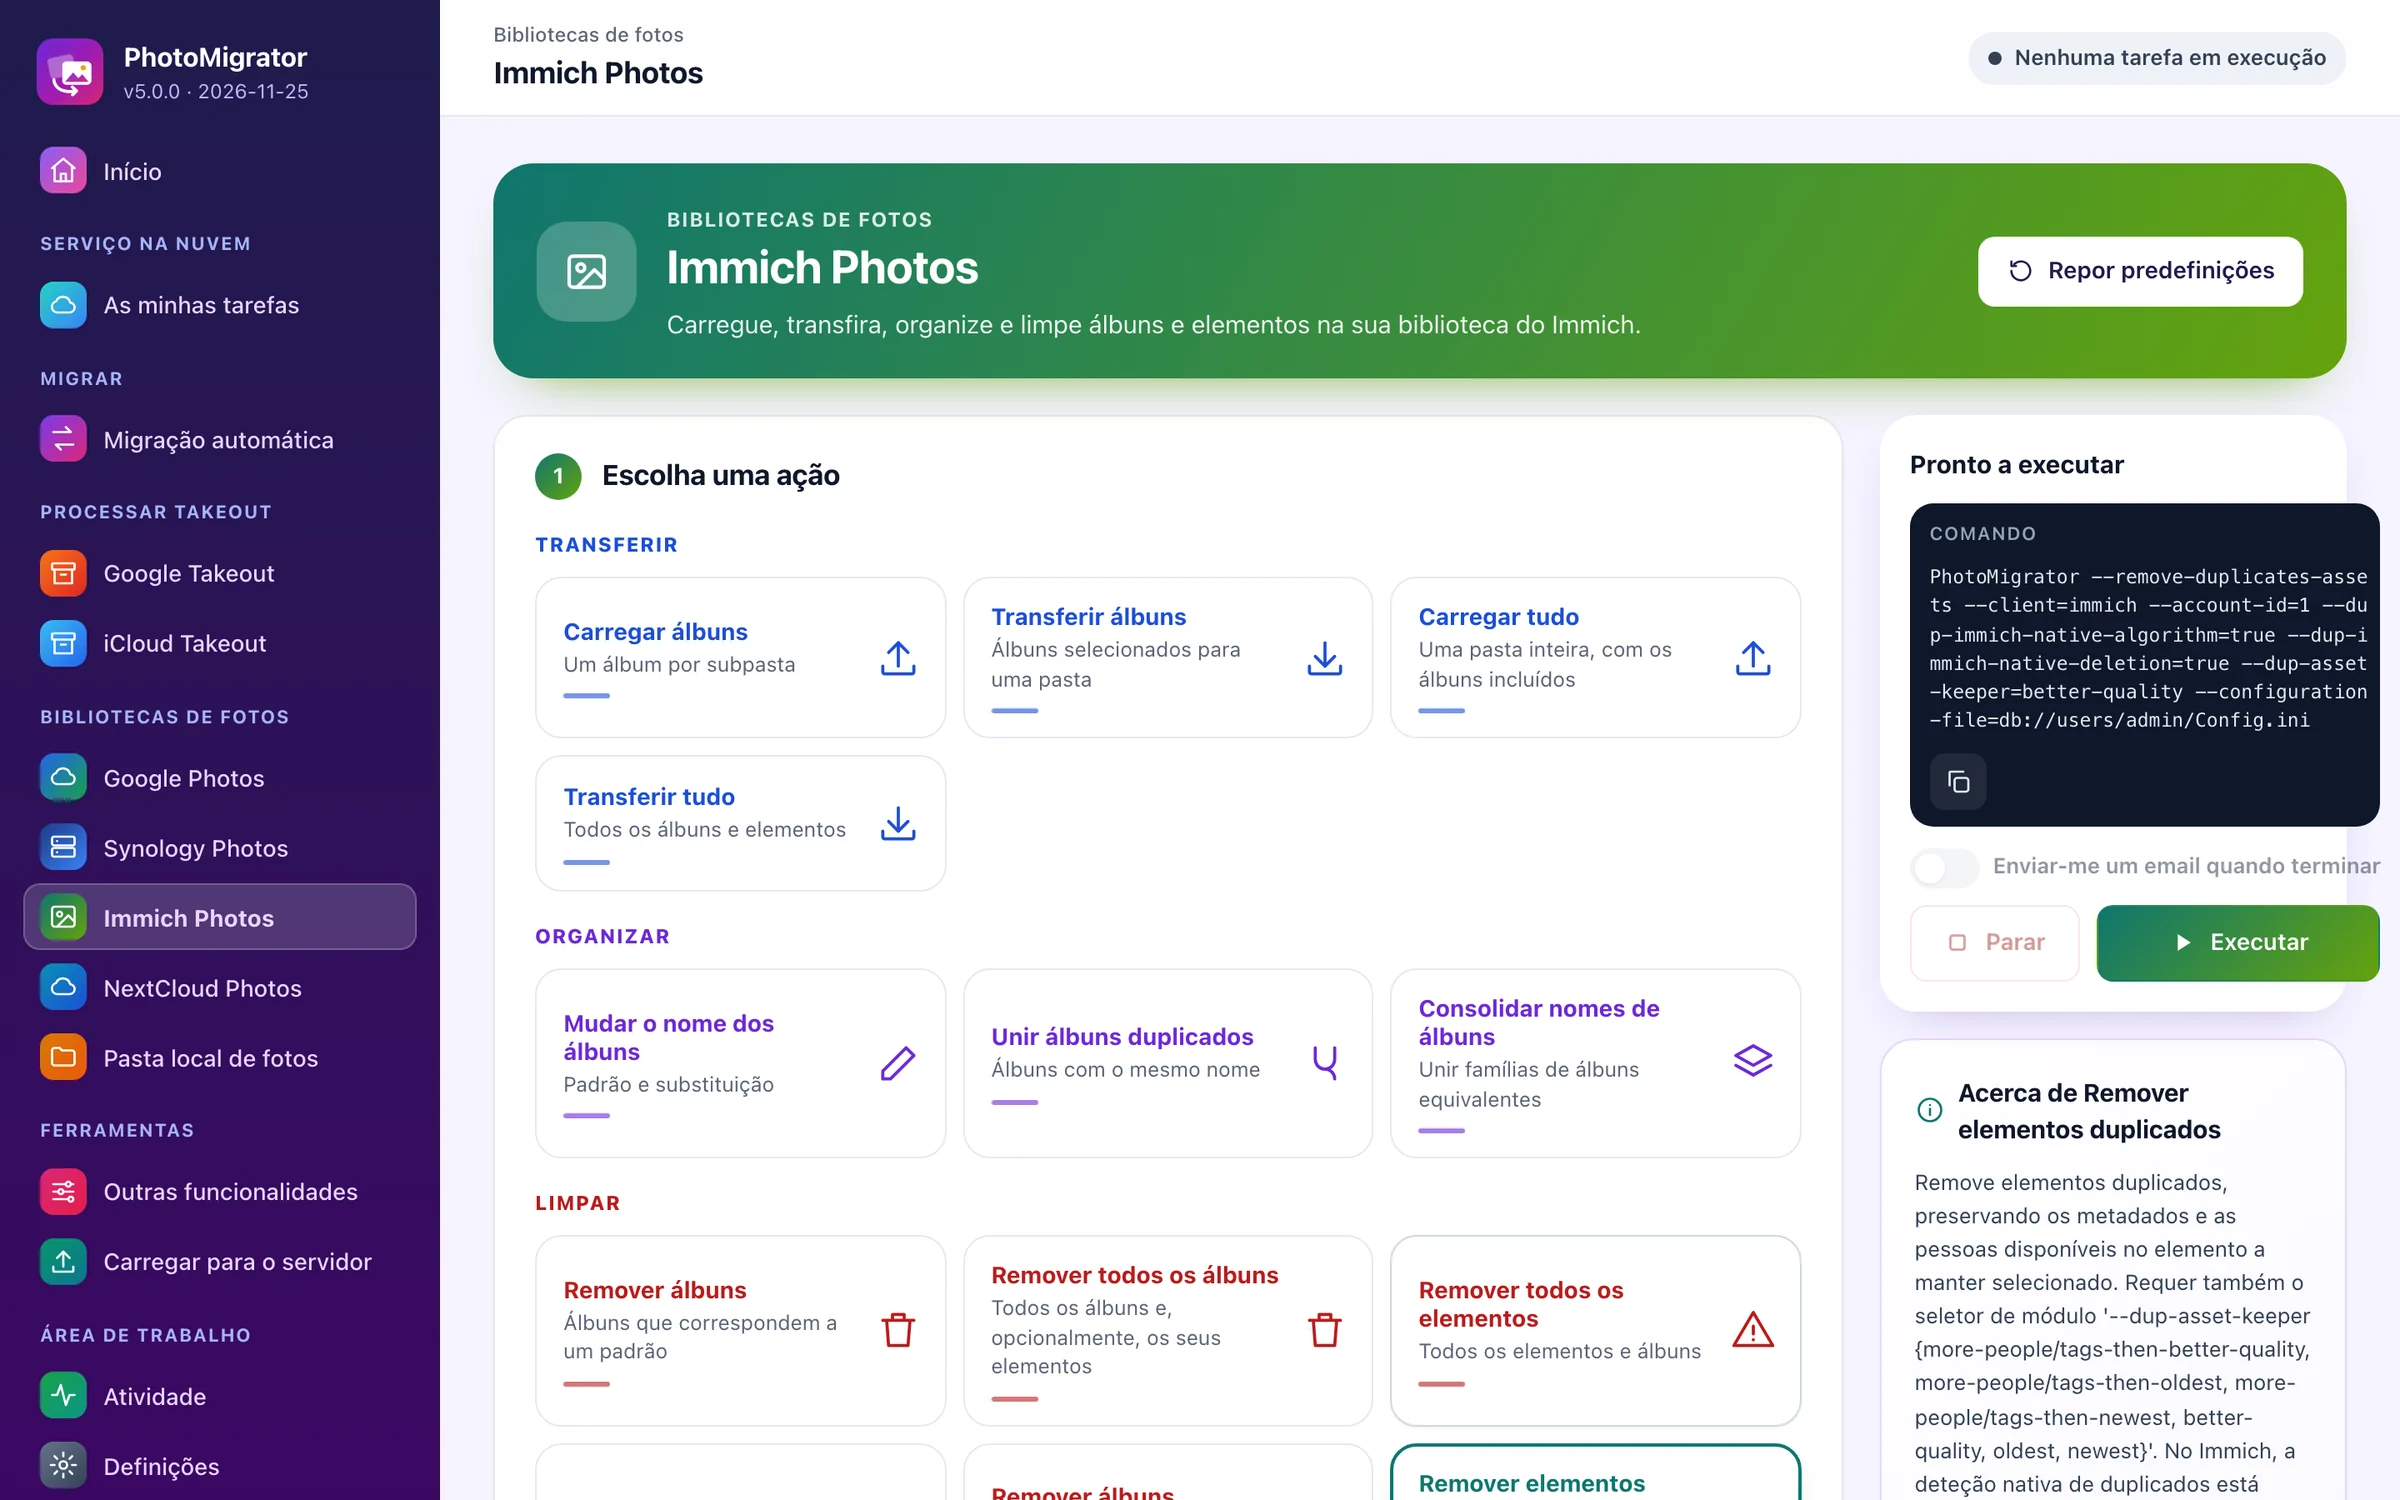 PhotoMigrator
v5.0.0 · 2026-11-25
Início
SERVIÇO NA NUVEM
As minhas tarefas
MIGRAR
Migração automática
PROCESSAR TAKEOUT
Google Takeout
iCloud Takeout
BIBLIOTECAS DE FOTOS
Google Photos
Synology Photos
Immich Photos
NextCloud Photos
Pasta local de fotos
FERRAMENTAS
Outras funcionalidades
Carregar para o servidor
ÁREA DE TRABALHO
Atividade
Definições
Bibliotecas de fotos
Immich Photos
Nenhuma tarefa em execução
BIBLIOTECAS DE FOTOS
Immich Photos
Carregue, transfira, organize e limpe álbuns e elementos na sua biblioteca do Immich.
Repor predefinições
1 Escolha uma ação
TRANSFERIR
Carregar álbuns
Um álbum por subpasta
Transferir álbuns
Álbuns selecionados para
uma pasta
Carregar tudo
Uma pasta inteira, com os
álbuns incluídos
Transferir tudo
Todos os álbuns e elementos
ORGANIZAR
Mudar o nome dos
álbuns
Padrão e substituição
Unir álbuns duplicados
Álbuns com o mesmo nome
Consolidar nomes de
álbuns
Unir famílias de álbuns
equivalentes
LIMPAR
Remover álbuns
Álbuns que correspondem a
um padrão
Remover todos os álbuns
Todos os álbuns e,
opcionalmente, os seus
elementos
Remover todos os
elementos
Todos os elementos e álbuns
Remover álbuns
Remover elementos
Pronto a executar
COMANDO
PhotoMigrator --remove-duplicates-asse
ts --client=immich --account-id=1 --du
p-immich-native-algorithm=true --dup-i
mmich-native-deletion=true --dup-asset
-keeper=better-quality --configuration
-file=db://users/admin/Config.ini
Enviar-me um email quando terminar
Parar
Executar
Acerca de Remover
elementos duplicados
Remove elementos duplicados,
preservando os metadados e as
pessoas disponíveis no elemento a
manter selecionado. Requer também o
seletor de módulo '--dup-asset-keeper
{more-people/tags-then-better-quality,
more-people/tags-then-oldest, more-
people/tags-then-newest, better-
quality, oldest, newest}'. No Immich, a
deteção nativa de duplicados está